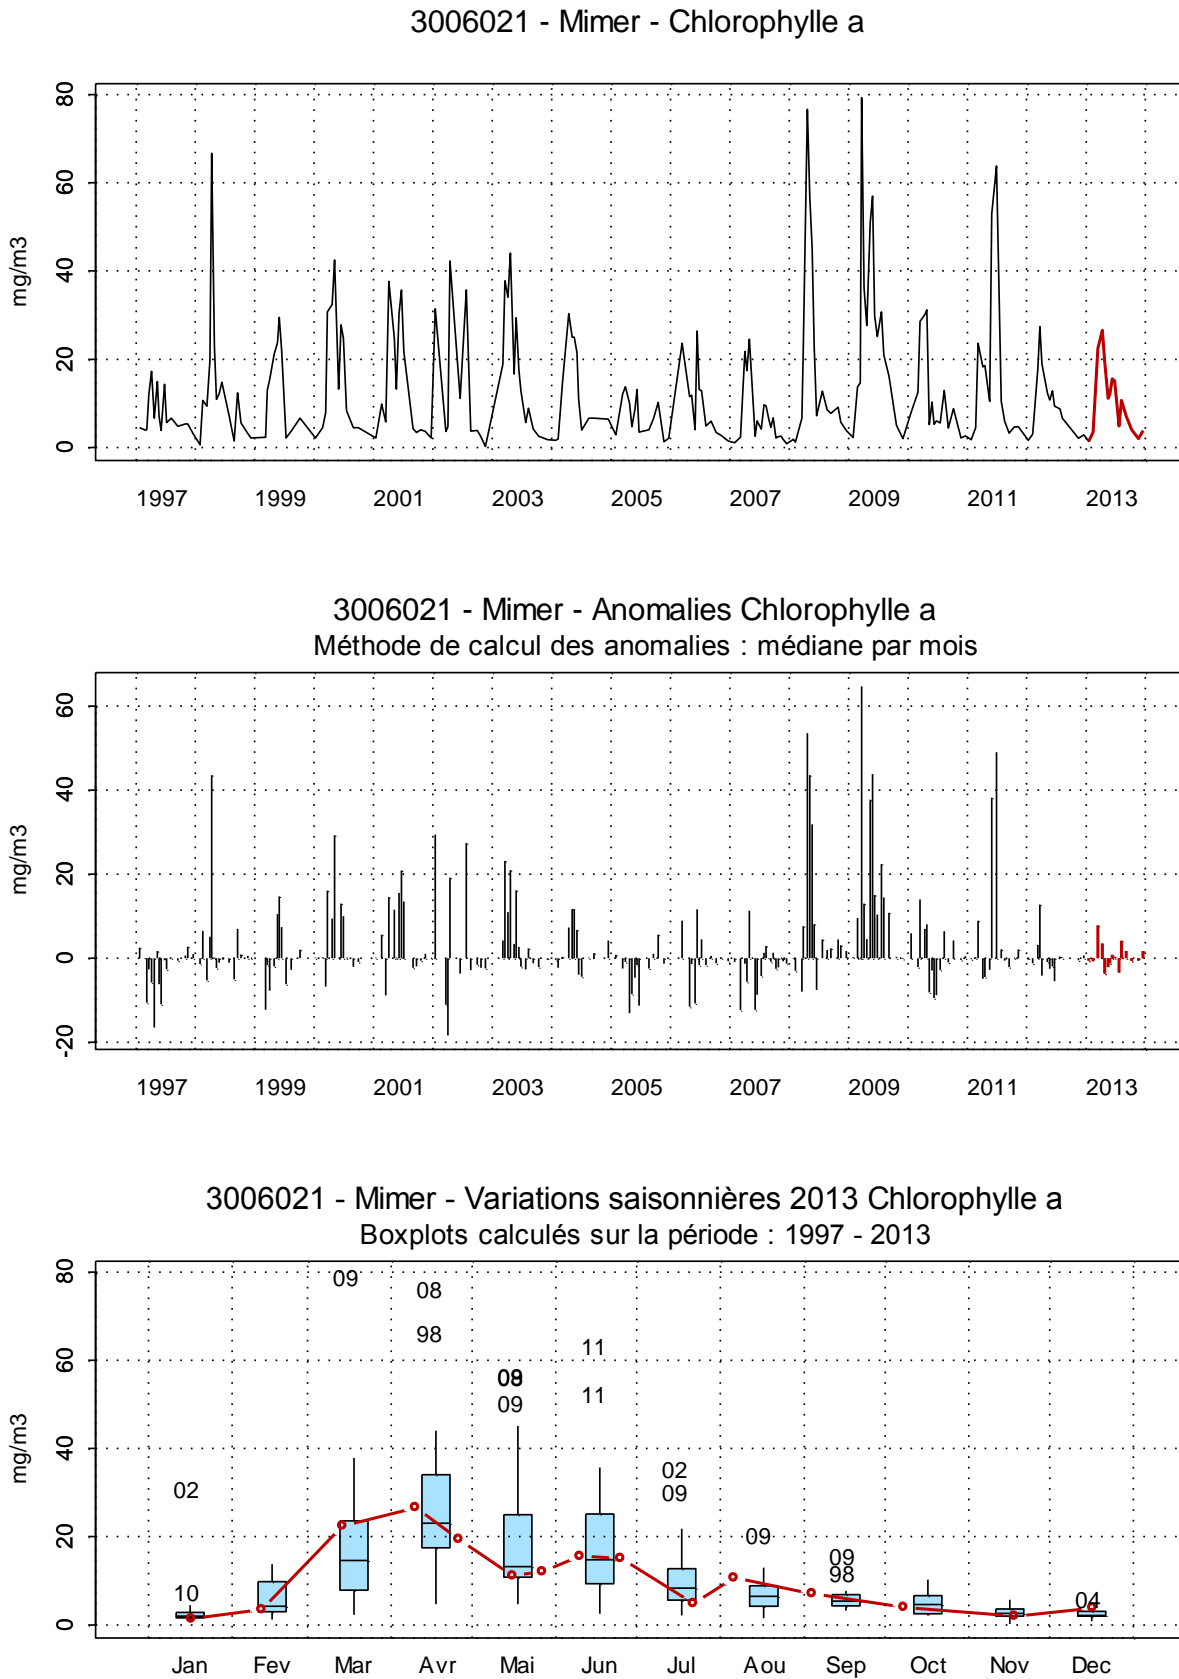 3006021 - Mimer - Chlorophylle a
80
60
40
20
0
mg/m3
1997 1999 2001 2003 2005 2007 2009 2011 2013
3006021 - Mimer - Anomalies Chlorophylle a
Méthode de calcul des anomalies : médiane par mois
60
40
20
0
-20
mg/m3
1997 1999 2001 2003 2005 2007 2009 2011 2013
3006021 - Mimer - Variations saisonnières 2013 Chlorophylle a
Boxplots calculés sur la période : 1997 - 2013
80
60
40
20
0
mg/m3
02
10
09
08
98
09
11
11
02
09
09
09
98
04
Jan Fev Mar Avr Mai Jun Jul Aou Sep Oct Nov Dec